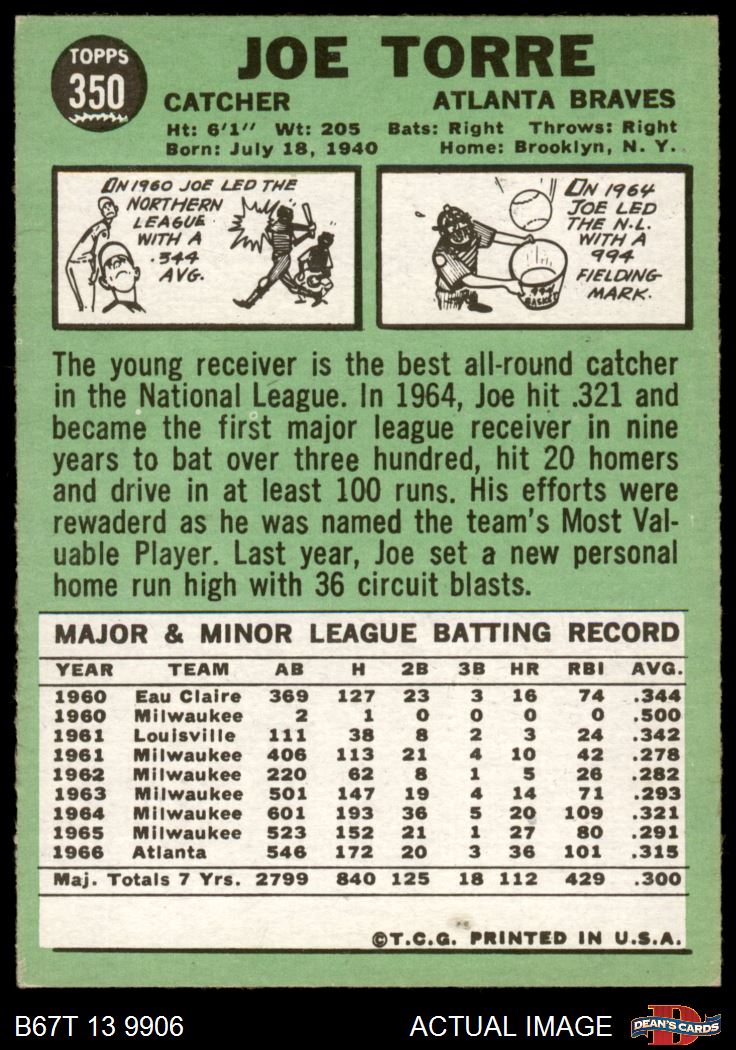 TOPPS
350
JOE TORRE
CATCHER ATLANTA BRAVES
Ht: 6'1" Wt: 205 Bats: Right Throws: Right
Born: July 18, 1940 Home: Brooklyn, N. Y.
IN 1960 JOE LED THE
NORTHERN
LEAGUE
WITH A
.344
AVG.
IN 1964
JOE LED
THE N.L.
WITH A
994
FIELDING
MARK.
BASKET
The young receiver is the best all-round catcher
in the National League. In 1964, Joe hit .321 and
became the first major league receiver in nine
years to bat over three hundred, hit 20 homers
and drive in at least 100 runs. His efforts were
rewaderd as he was named the team's Most Val-
uable Player. Last year, Joe set a new personal
home run high with 36 circuit blasts.
MAJOR & MINOR LEAGUE BATTING RECORD
YEAR TEAM AB H 2B 3B HR RBI AVG.
1960 Eau Claire 369 127 23 3 16 74 .344
1960 Milwaukee 2 1 0 0 0 0 .500
1961 Louisville 111 38 8 2 3 24 .342
1961 Milwaukee 406 113 21 4 10 42 .278
1962 Milwaukee 220 62 8 1 5 26 .282
1963 Milwaukee 501 147 19 4 14 71 .293
1964 Milwaukee 601 193 36 5 20 109 .321
1965 Milwaukee 523 152 21 1 27 80 .291
1966 Atlanta 546 172 20 3 36 101 .315
Maj. Totals 7 Yrs. 2799 840 125 18 112 429 .300
©T.C.G. PRINTED IN U.S.A.
B67T 13 9906 ACTUAL IMAGE
D
DEAN'S CARDS